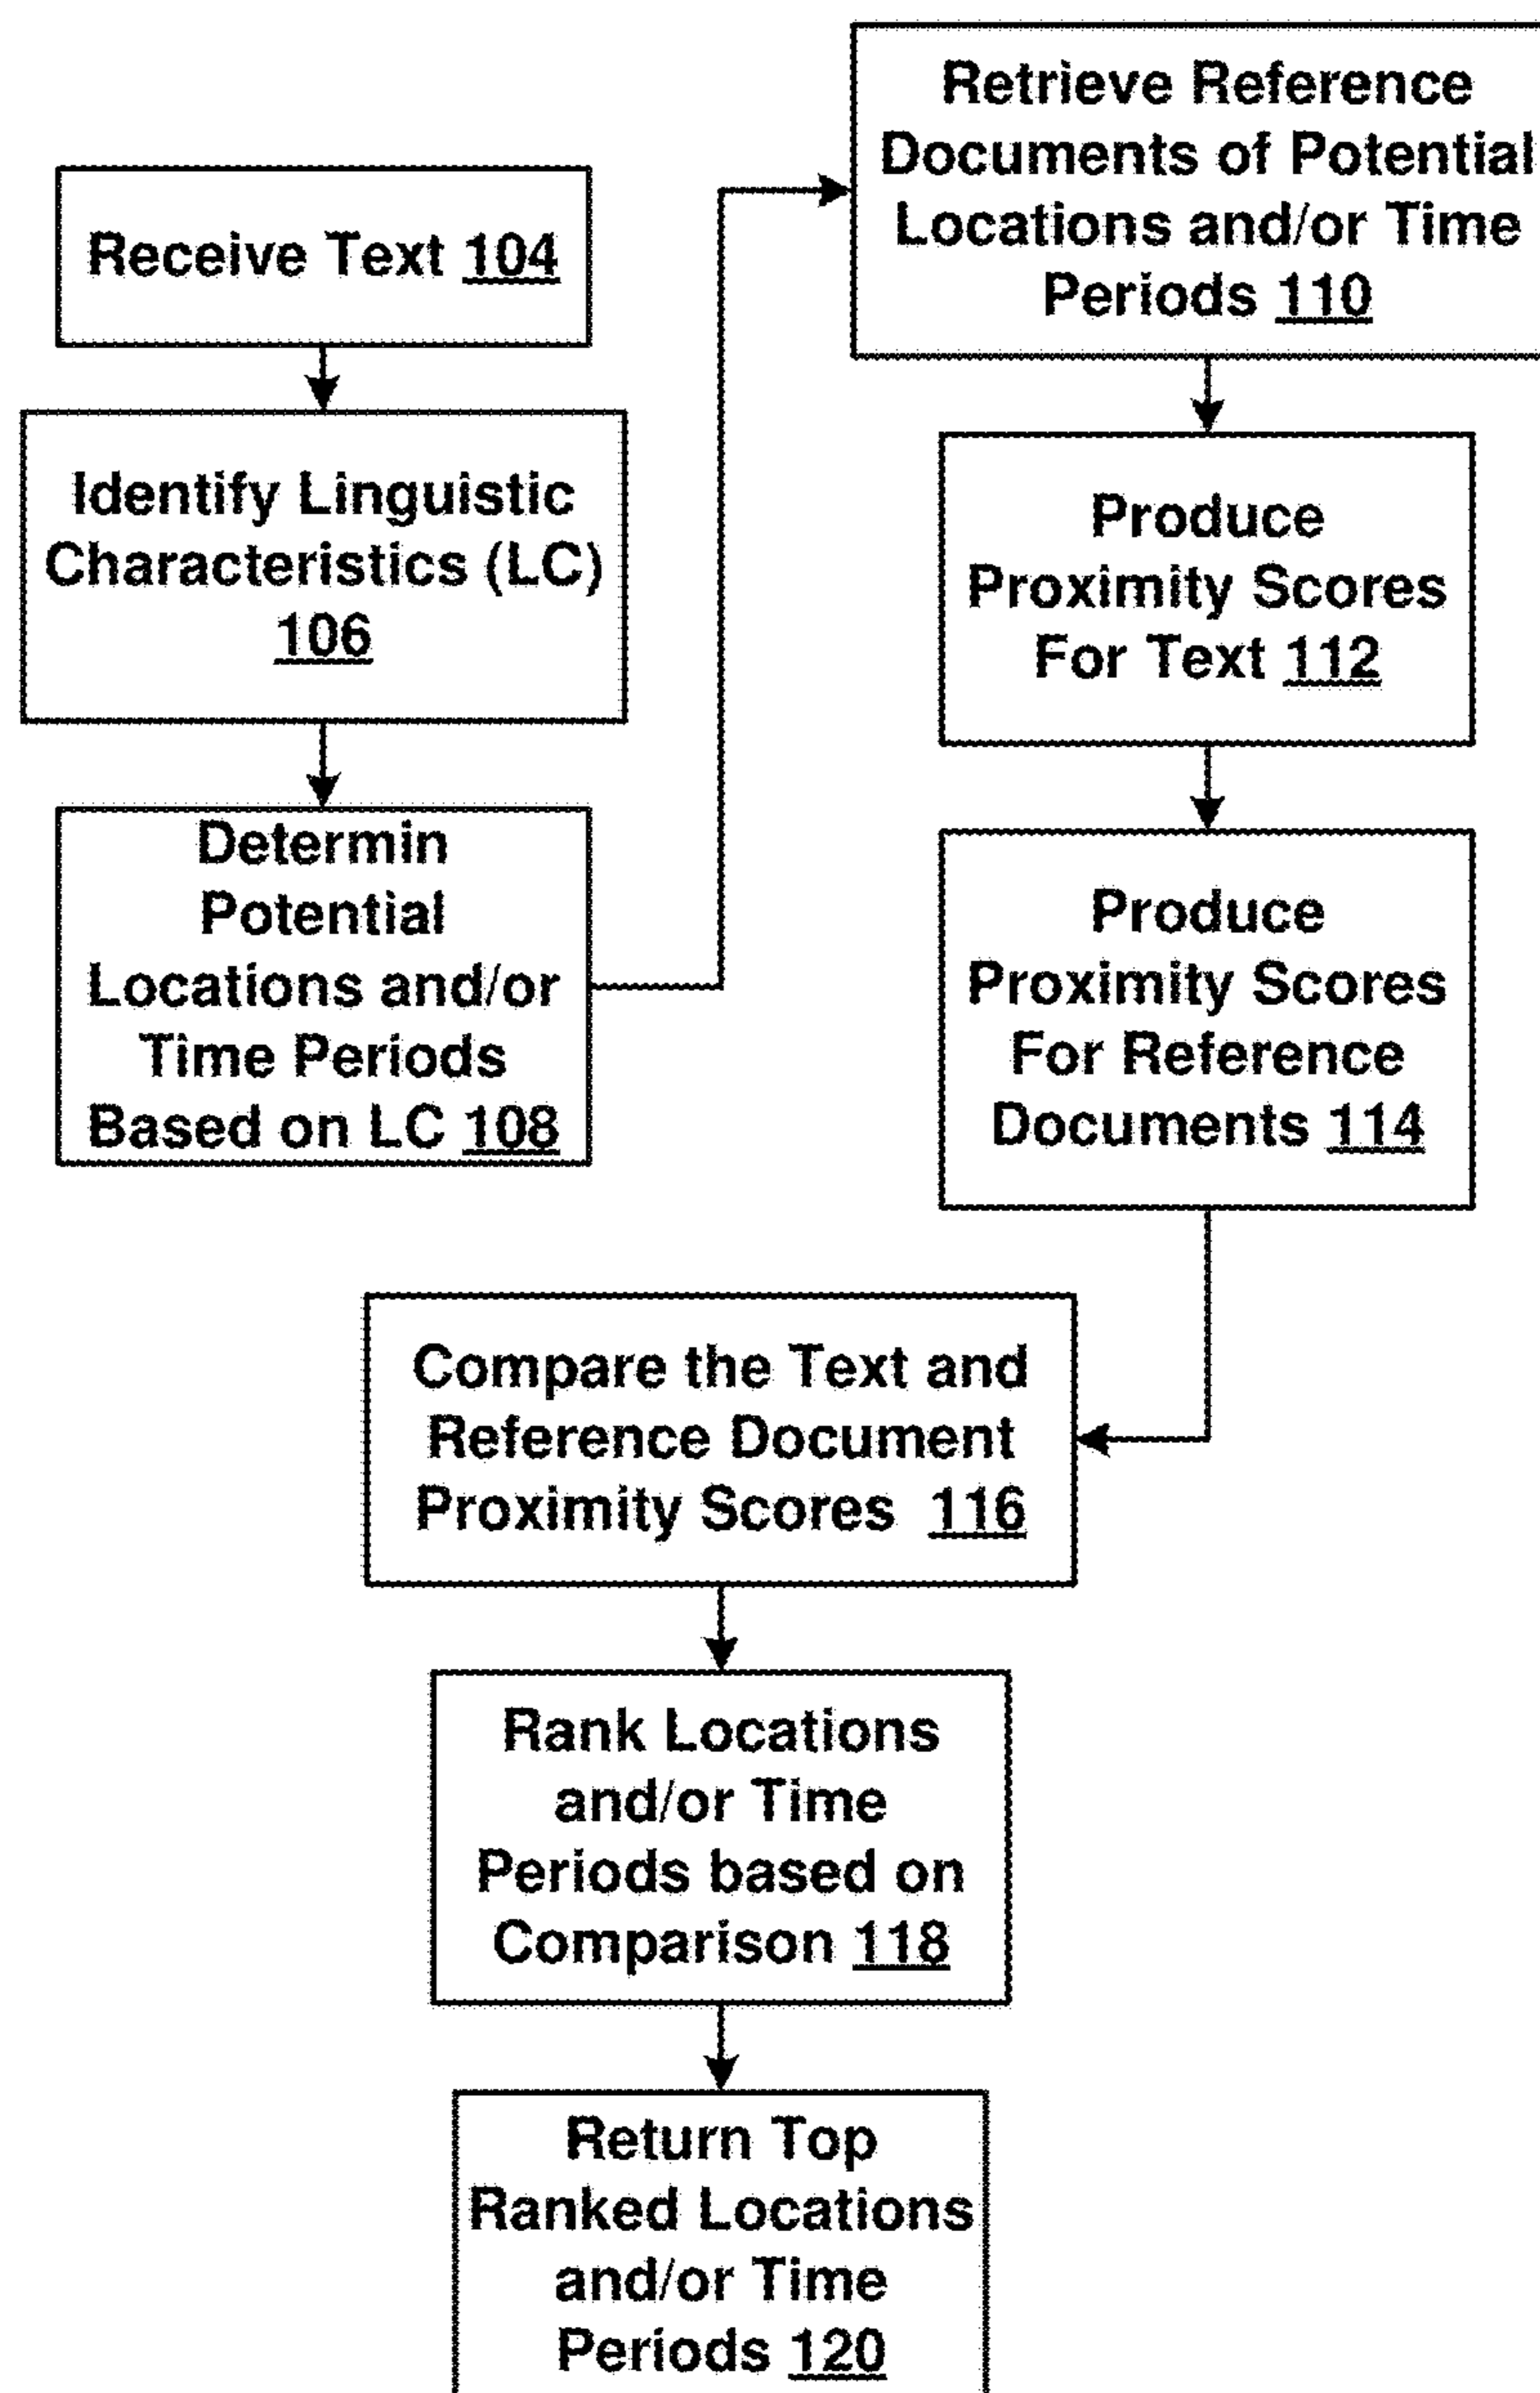 Receive Text 104
Identify Linguistic
Characteristics (LC)
106
Determin
Potential
Locations and/or
Time Periods
Based on LC 108
Retrieve Reference
Documents of Potential
Locations and/or Time
Periods 110
Produce
Proximity Scores
For Text 112
Produce
Proximity Scores
For Reference
Documents 114
Compare the Text and
Reference Document
Proximity Scores 116
Rank Locations
and/or Time
Periods based on
Comparison 118
Return Top
Ranked Locations
and/or Time
Periods 120